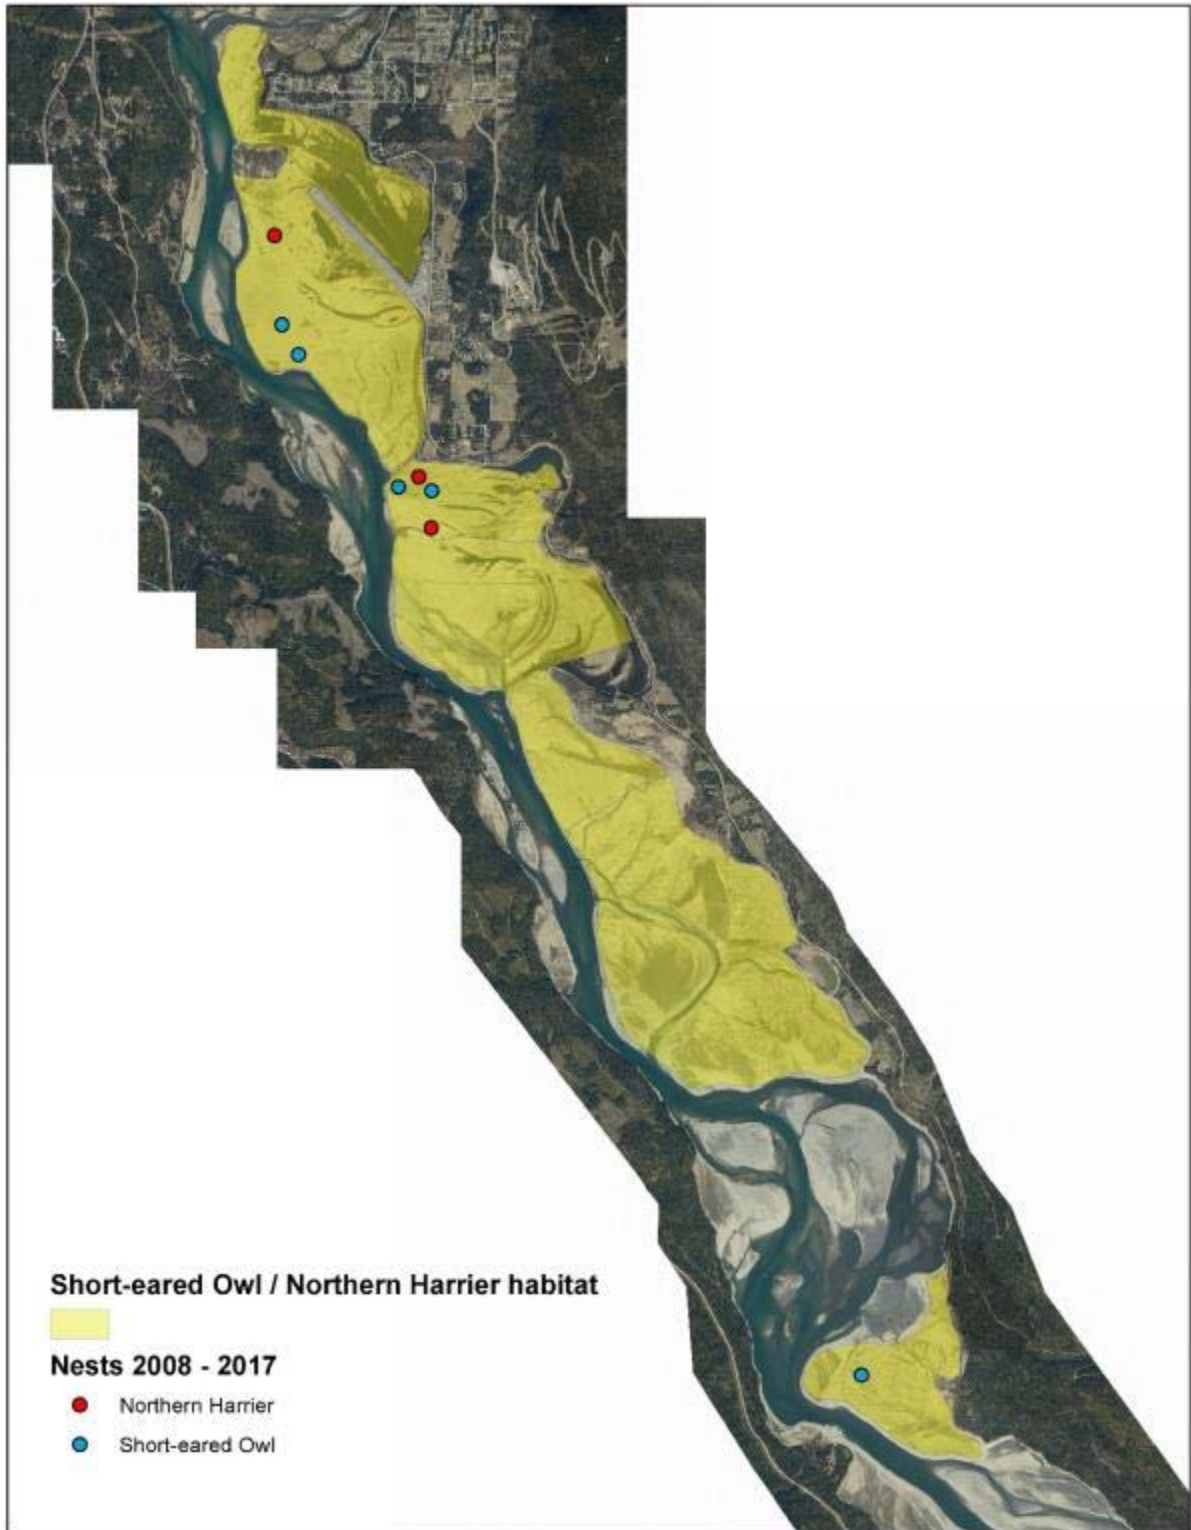 Short-eared Owl / Northern Harrier habitat
Nests 2008 - 2017
Northern Harrier
Short-eared Owl